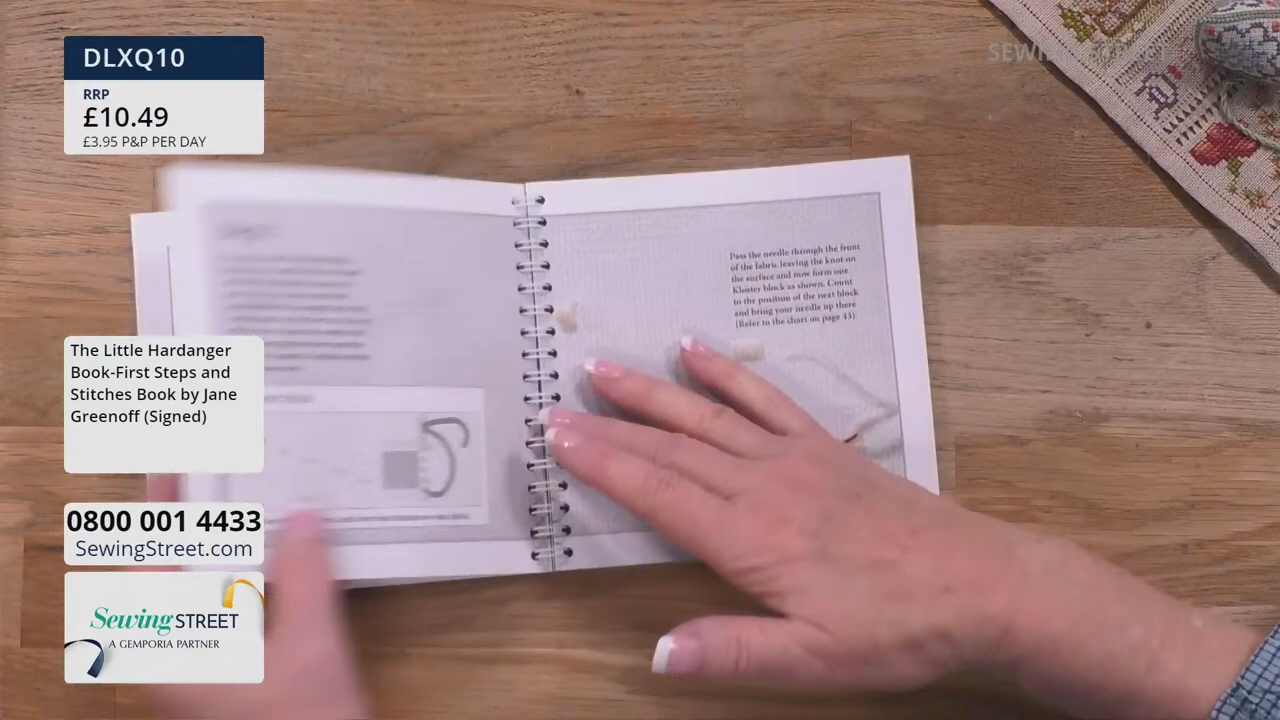 DLXQ10
RRP
£10.49
£3.95 P&P PER DAY
SEWING STREET
Pass the needle through the front
of the fabric leaving the knot on
the surface and now form one
Kloster block as shown. Count
to the position of the next block
and bring your needle up there
(Refer to the chart on page 43).
The Little Hardanger
Book-First Steps and
Stitches Book by Jane
Greenoff (Signed)
0800 001 4433
SewingStreet.com
Sewing STREET
A GEMPORIA PARTNER